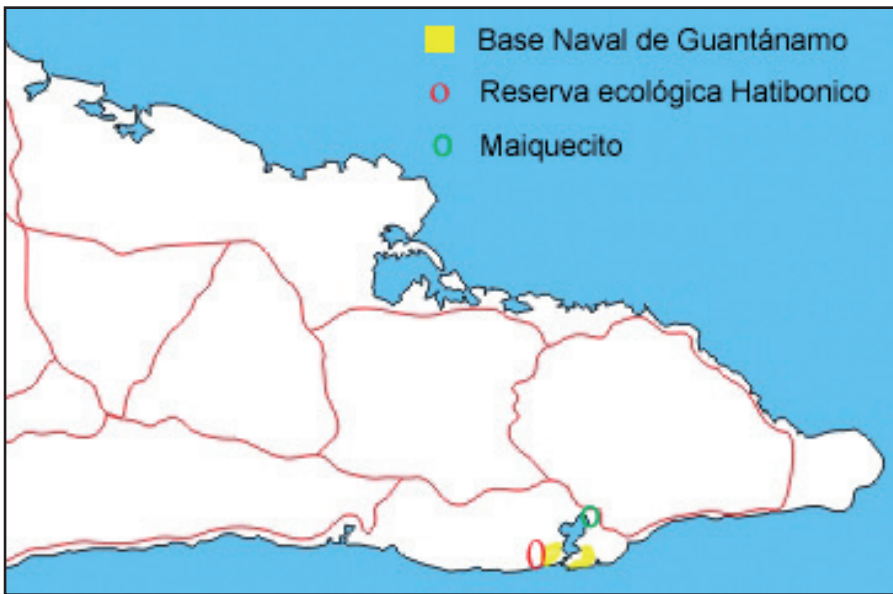 Base Naval de Guantánamo
Reserva ecológica Hatibonico
Maiquecito